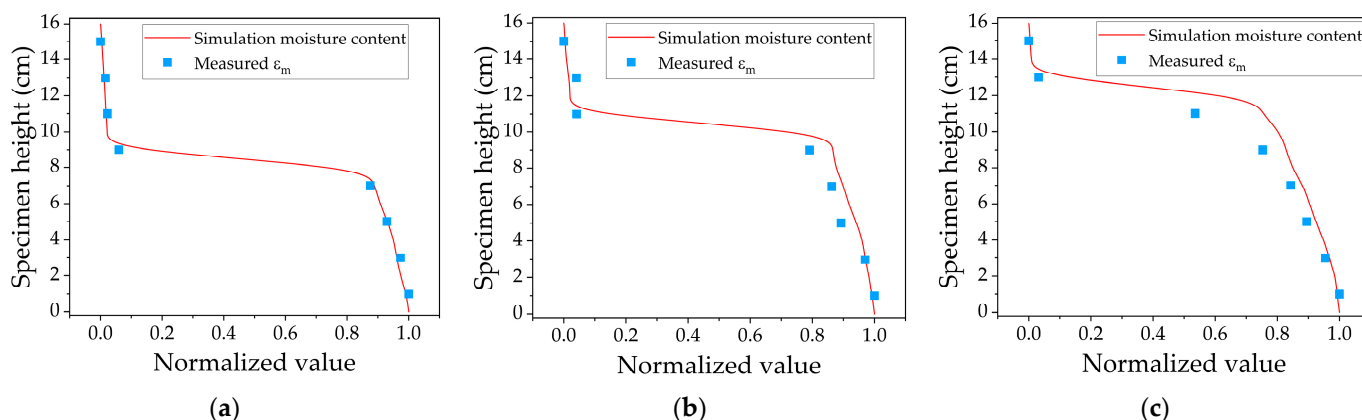 16
14
12
10
8
6
4
2
0
Specimen height (cm)
Simulation moisture content
Measured εm
0.0 0.2 0.4 0.6 0.8 1.0
Normalized value
(a)
16
14
12
10
8
6
4
2
0
Specimen height (cm)
Simulation moisture content
Measured εm
0.0 0.2 0.4 0.6 0.8 1.0
Normalized value
(b)
16
14
12
10
8
6
4
2
0
Specimen height (cm)
Simulation moisture content
Measured εm
0.0 0.2 0.4 0.6 0.8 1.0
Normalized value
(c)